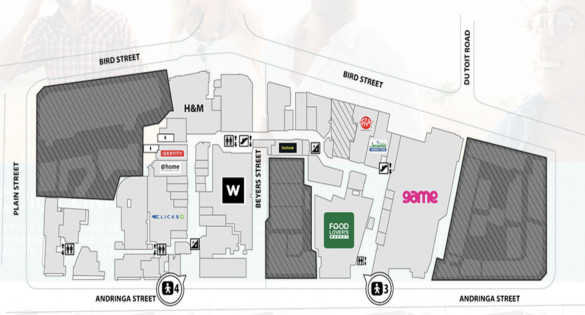 BIRD STREET
BIRD STREET
DU TOIT ROAD
H&M
IDENTITY
@home
PLAIN STREET
BEYERS STREET
W
CLICKS
game
FOOD
LOVER'S
MARKET
4
3
ANDRINGA STREET
ANDRINGA STREET